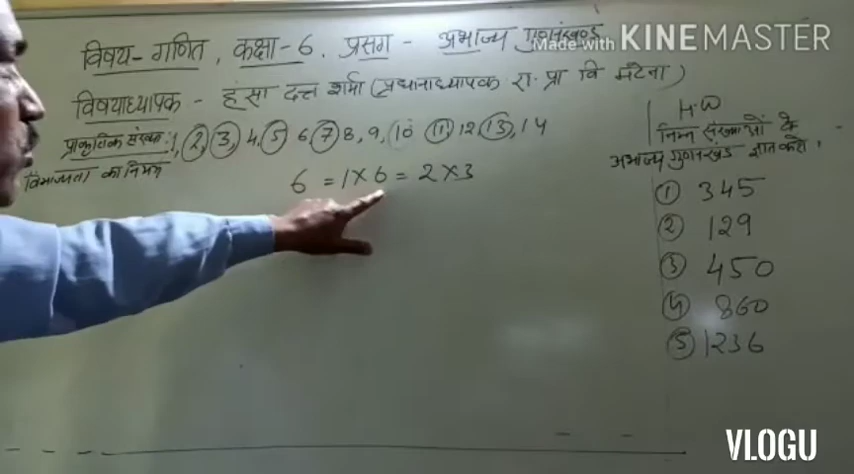 विषय - गणित, कक्षा - 6. प्रसंग - अभाज्य गुणनखण्ड
Made with KINEMASTER
विषयाध्यापक - हंसा दत्त शर्मा (प्रधानाध्यापक रा. प्रा वि मटेना)
प्राकृतिक संख्या: 1, 2, 3, 4, 5 6, 7 8, 9, 10 11 12, 13, 14
विभाज्यता का नियम
6 = 1 × 6 = 2 × 3
H.W
निम्न संख्याओं के
अभाज्य गुणनखंड ज्ञात करो।
① 345
② 129
③ 450
④ 860
⑤ 1236
VLOGU